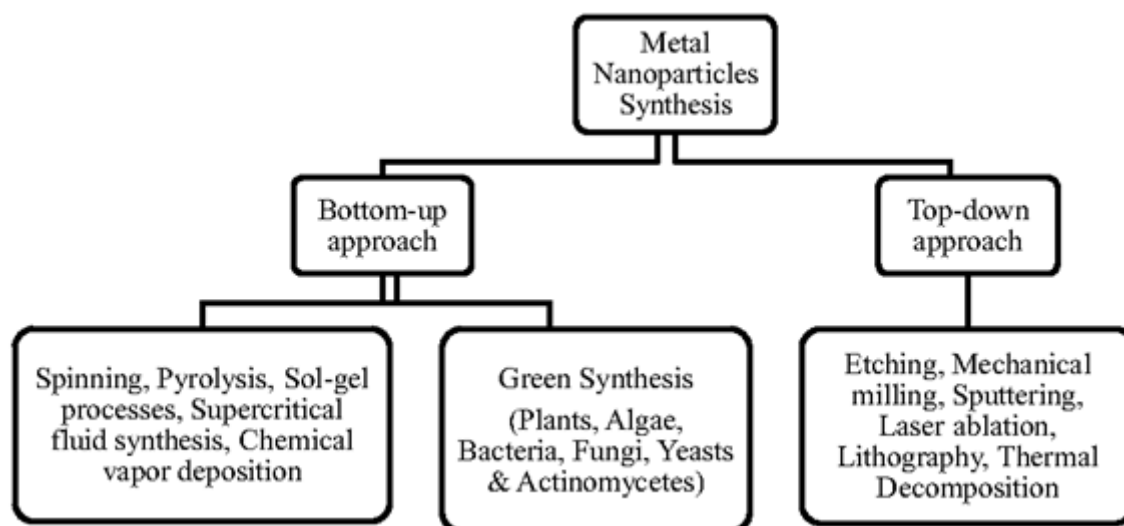 Metal
Nanoparticles
Synthesis
Bottom-up
approach
Top-down
approach
Spinning, Pyrolysis, Sol-gel
processes, Supercritical
fluid synthesis, Chemical
vapor deposition
Green Synthesis
(Plants, Algae,
Bacteria, Fungi, Yeasts
& Actinomycetes)
Etching, Mechanical
milling, Sputtering,
Laser ablation,
Lithography, Thermal
Decomposition